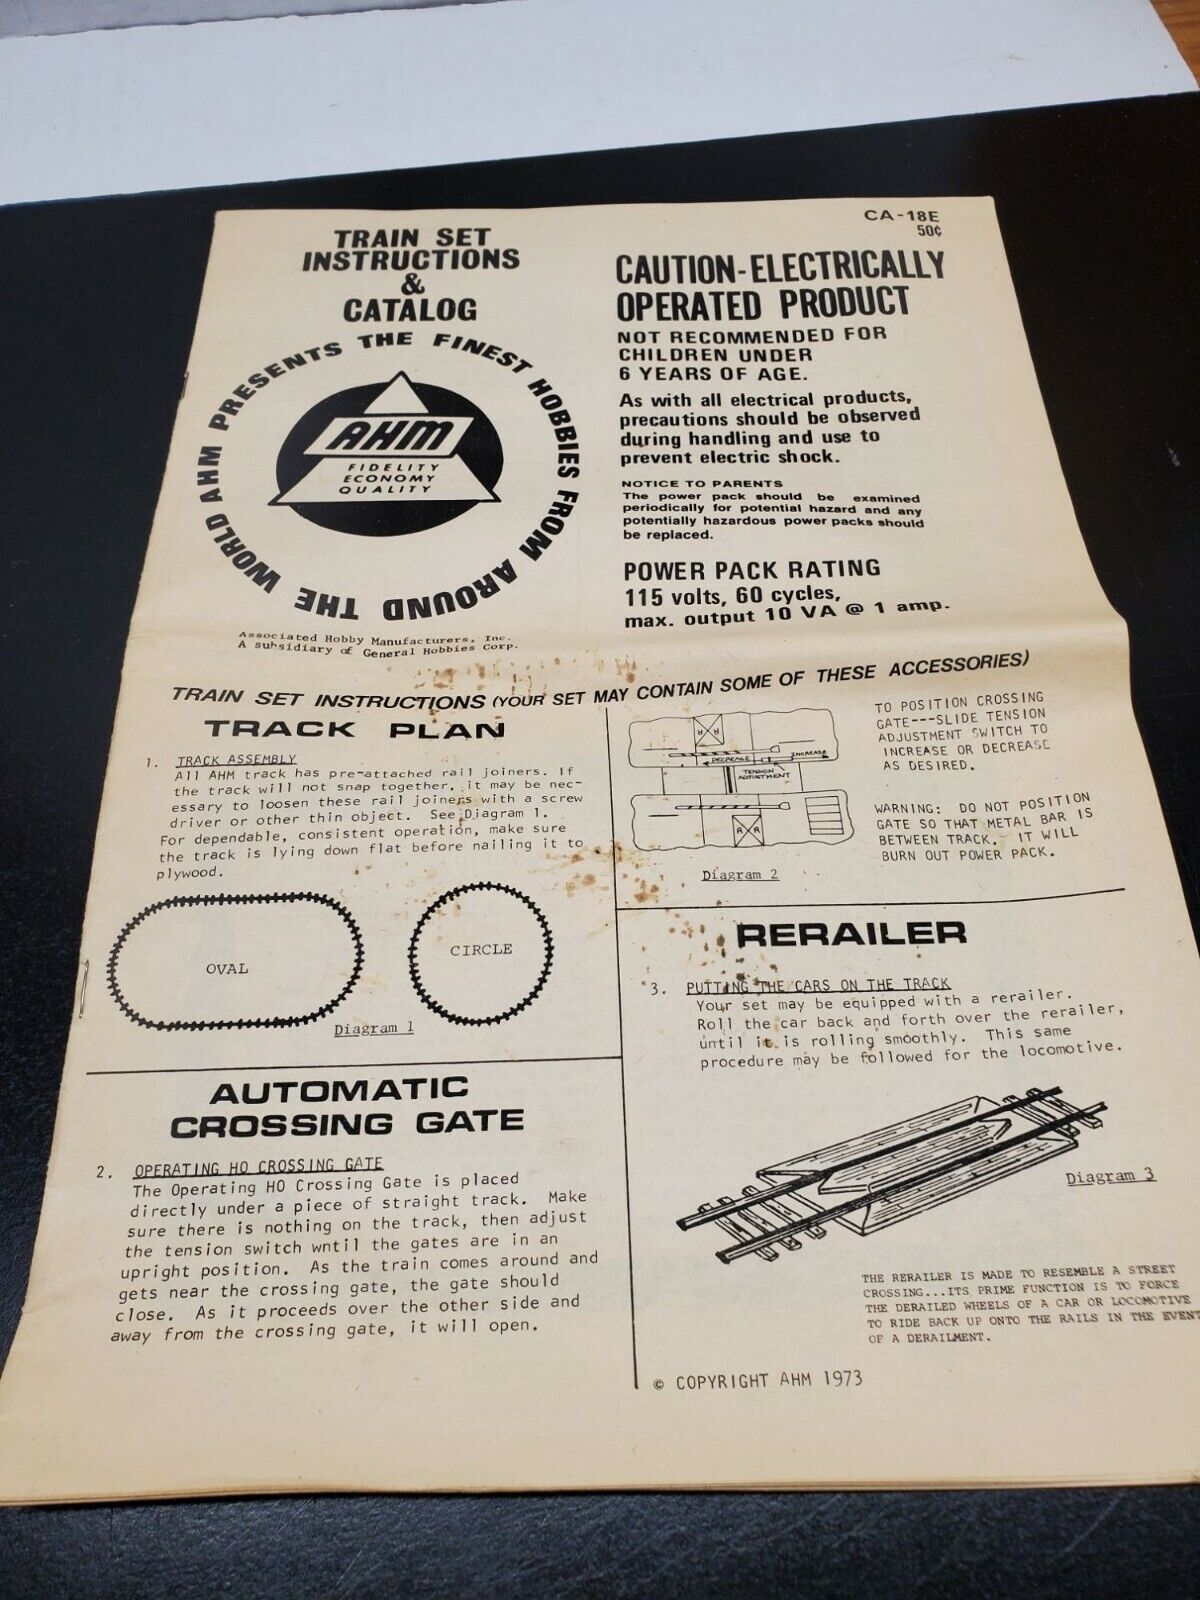 TRAIN SET
INSTRUCTIONS
&
CATALOG
AHM PRESENTS THE FINEST HOBBIES FROM AROUND THE WORLD
AHM
FIDELITY
ECONOMY
QUALITY
Associated Hobby Manufacturers, Inc.
A subsidiary of General Hobbies Corp.
CA-18E
50¢
CAUTION-ELECTRICALLY
OPERATED PRODUCT
NOT RECOMMENDED FOR
CHILDREN UNDER
6 YEARS OF AGE.
As with all electrical products,
precautions should be observed
during handling and use to
prevent electric shock.
NOTICE TO PARENTS
The power pack should be examined
periodically for potential hazard and any
potentially hazardous power packs should
be replaced.
POWER PACK RATING
115 volts, 60 cycles,
max. output 10 VA @ 1 amp.
TRAIN SET INSTRUCTIONS (YOUR SET MAY CONTAIN SOME OF THESE ACCESSORIES)
TRACK PLAN
1. TRACK ASSEMBLY
All AHM track has pre-attached rail joiners. If
the track will not snap together, it may be nec-
essary to loosen these rail joiners with a screw
driver or other thin object. See Diagram 1.
For dependable, consistent operation, make sure
the track is lying down flat before nailing it to
plywood.
OVAL
CIRCLE
Diagram 1
AUTOMATIC
CROSSING GATE
2. OPERATING HO CROSSING GATE
The Operating HO Crossing Gate is placed
directly under a piece of straight track. Make
sure there is nothing on the track, then adjust
the tension switch wntil the gates are in an
upright position. As the train comes around and
gets near the crossing gate, the gate should
close. As it proceeds over the other side and
away from the crossing gate, it will open.
R R
DECREASE
INCREASE
TENSION
ADJUSTMENT
R R
Diagram 2
TO POSITION CROSSING
GATE---SLIDE TENSION
ADJUSTMENT SWITCH TO
INCREASE OR DECREASE
AS DESIRED.
WARNING: DO NOT POSITION
GATE SO THAT METAL BAR IS
BETWEEN TRACK. IT WILL
BURN OUT POWER PACK.
RERAILER
3. PUTTING THE CARS ON THE TRACK
Your set may be equipped with a rerailer.
Roll the car back and forth over the rerailer,
until it is rolling smoothly. This same
procedure may be followed for the locomotive.
Diagram 3
THE RERAILER IS MADE TO RESEMBLE A STREET
CROSSING...ITS PRIME FUNCTION IS TO FORCE
THE DERAILED WHEELS OF A CAR OR LOCOMOTIVE
TO RIDE BACK UP ONTO THE RAILS IN THE EVENT
OF A DERAILMENT.
© COPYRIGHT AHM 1973